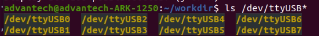 advantech@advantech-ARK-1250:~/workdir$ ls /dev/ttyUSB*
/dev/ttyUSB0 /dev/ttyUSB2 /dev/ttyUSB4 /dev/ttyUSB6
/dev/ttyUSB1 /dev/ttyUSB3 /dev/ttyUSB5 /dev/ttyUSB7